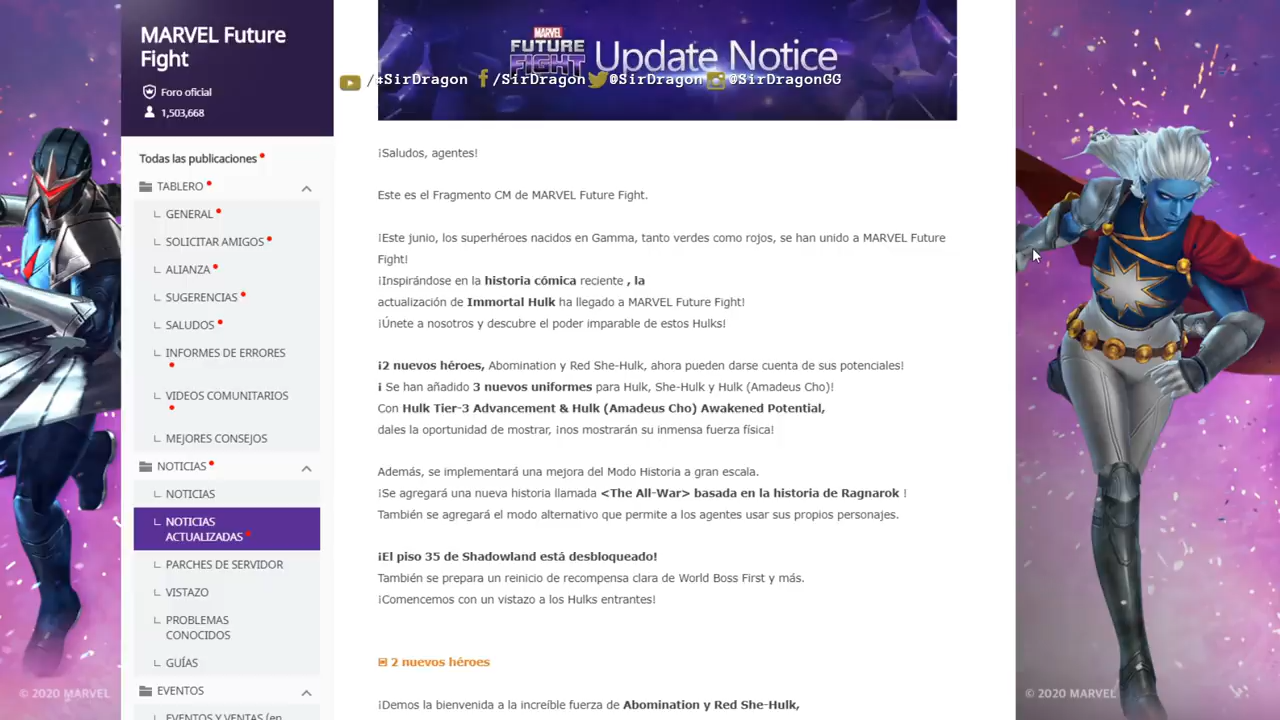 MARVEL Future
Fight
Foro oficial
1,503,668
Todas las publicaciones
TABLERO
GENERAL
SOLICITAR AMIGOS
ALIANZA
SUGERENCIAS
SALUDOS
INFORMES DE ERRORES
VIDEOS COMUNITARIOS
MEJORES CONSEJOS
NOTICIAS
NOTICIAS
NOTICIAS
ACTUALIZADAS
PARCHES DE SERVIDOR
VISTAZO
PROBLEMAS
CONOCIDOS
GUÍAS
EVENTOS
EVENTOS Y VENTAS (en
MARVEL
FUTURE
FIGHT
Update Notice
/SirDragon /SirDragon @SirDragon @SirDragonGG
¡Saludos, agentes!
Este es el Fragmento CM de MARVEL Future Fight.
¡Este junio, los superhéroes nacidos en Gamma, tanto verdes como rojos, se han unido a MARVEL Future
Fight!
¡Inspirándose en la historia cómica reciente , la
actualización de Immortal Hulk ha llegado a MARVEL Future Fight!
¡Únete a nosotros y descubre el poder imparable de estos Hulks!
¡2 nuevos héroes, Abomination y Red She-Hulk, ahora pueden darse cuenta de sus potenciales!
¡ Se han añadido 3 nuevos uniformes para Hulk, She-Hulk y Hulk (Amadeus Cho)!
Con Hulk Tier-3 Advancement & Hulk (Amadeus Cho) Awakened Potential,
dales la oportunidad de mostrar, ¡nos mostrarán su inmensa fuerza física!
Además, se implementará una mejora del Modo Historia a gran escala.
¡Se agregará una nueva historia llamada <The All-War> basada en la historia de Ragnarok !
También se agregará el modo alternativo que permite a los agentes usar sus propios personajes.
¡El piso 35 de Shadowland está desbloqueado!
También se prepara un reinicio de recompensa clara de World Boss First y más.
¡Comencemos con un vistazo a los Hulks entrantes!
▣ 2 nuevos héroes
¡Demos la bienvenida a la increíble fuerza de Abomination y Red She-Hulk,
© 2020 MARVEL
© 2020 MARVEL